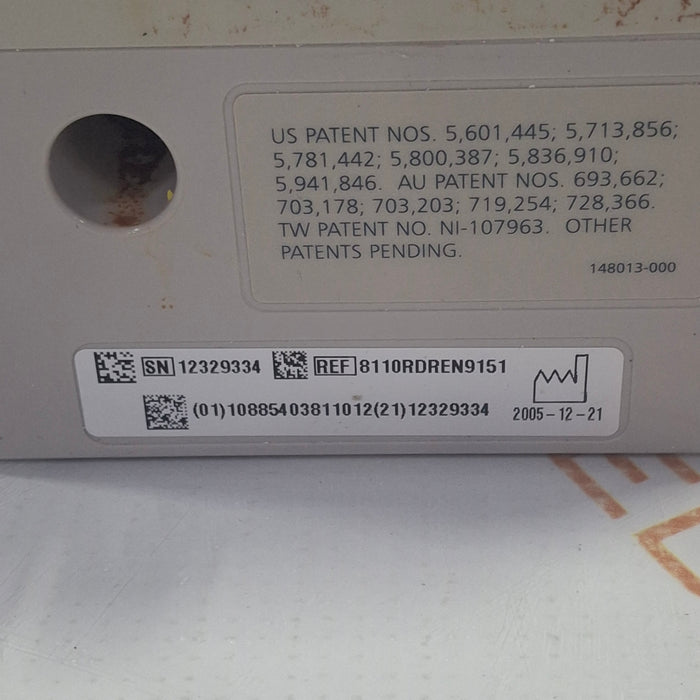 US PATENT NOS. 5,601,445; 5,713,856;
5,781,442; 5,800,387; 5,836,910;
5,941,846. AU PATENT NOS. 693,662;
703,178; 703,203; 719,254; 728,366.
TW PATENT NO. NI-107963. OTHER
PATENTS PENDING.
148013-000
SN 12329334 REF 8110RDREN9151
(01)10885403811012(21)12329334
2005-12-21